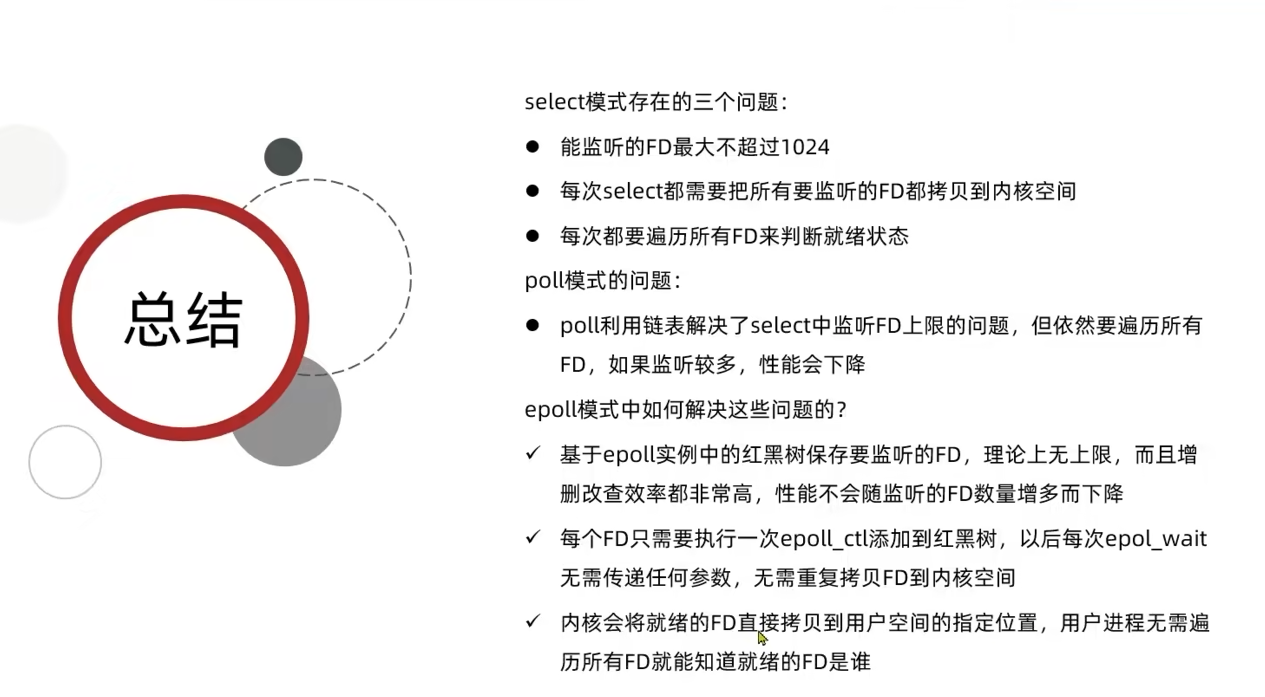 总结
select模式存在的三个问题：
● 能监听的FD最大不超过1024
● 每次select都需要把所有要监听的FD都拷贝到内核空间
● 每次都要遍历所有FD来判断就绪状态
poll模式的问题：
● poll利用链表解决了select中监听FD上限的问题，但依然要遍历所有
FD，如果监听较多，性能会下降
epoll模式中如何解决这些问题的？
✓ 基于epoll实例中的红黑树保存要监听的FD，理论上无上限，而且增
删改查效率都非常高，性能不会随监听的FD数量增多而下降
✓ 每个FD只需要执行一次epoll_ctl添加到红黑树，以后每次epol_wait
无需传递任何参数，无需重复拷贝FD到内核空间
✓ 内核会将就绪的FD直接拷贝到用户空间的指定位置，用户进程无需遍
历所有FD就能知道就绪的FD是谁